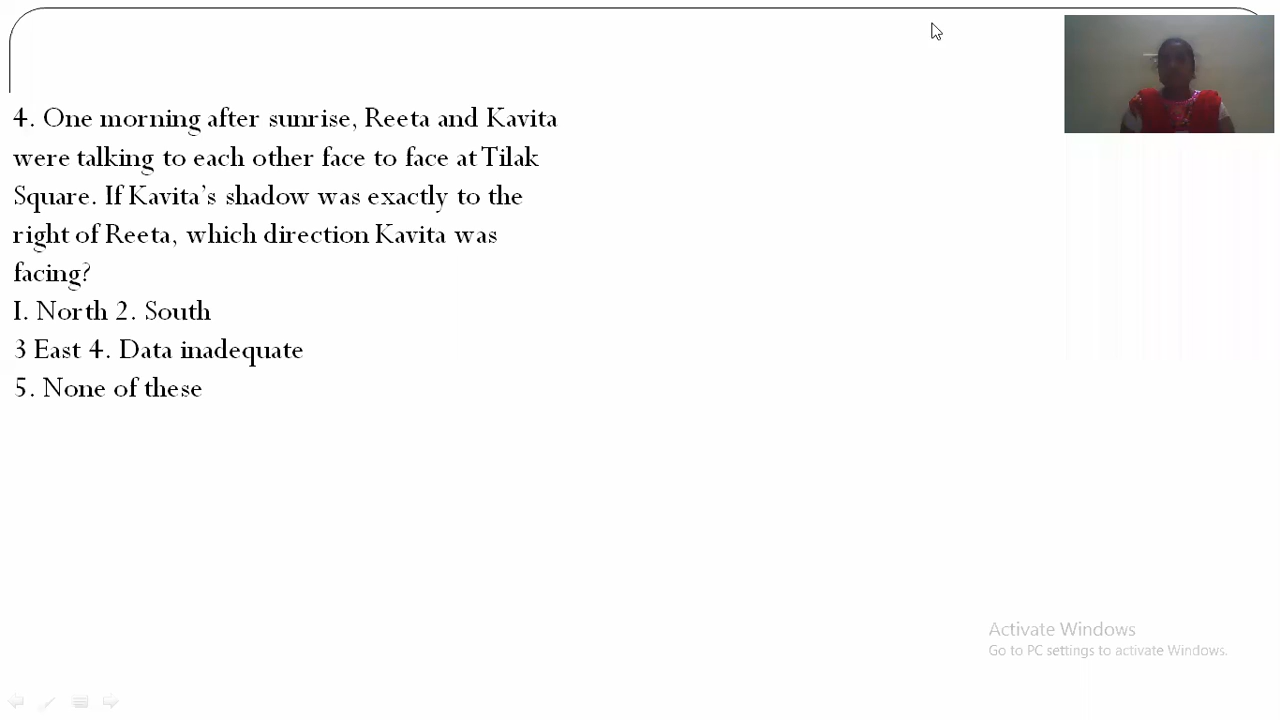 4. One morning after sunrise, Reeta and Kavita
were talking to each other face to face at Tilak
Square. If Kavita's shadow was exactly to the
right of Reeta, which direction Kavita was
facing?
I. North 2. South
3 East 4. Data inadequate
5. None of these
Activate Windows
Go to PC settings to activate Windows.